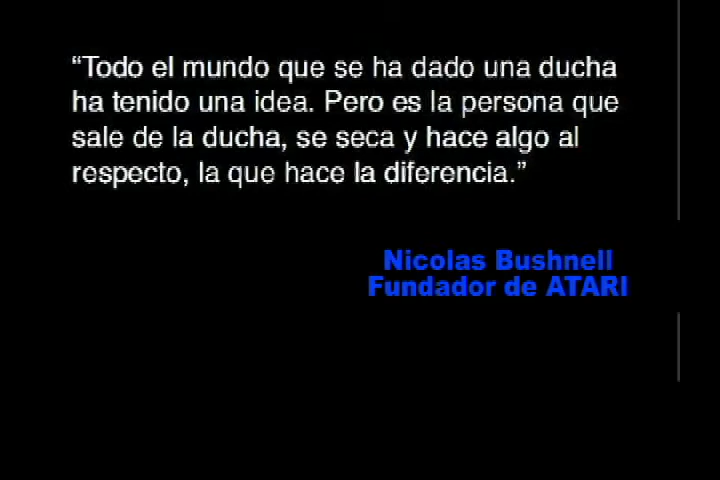 “Todo el mundo que se ha dado una ducha
ha tenido una idea. Pero es la persona que
sale de la ducha, se seca y hace algo al
respecto, la que hace la diferencia.”
Nicolas Bushnell
Fundador de ATARI